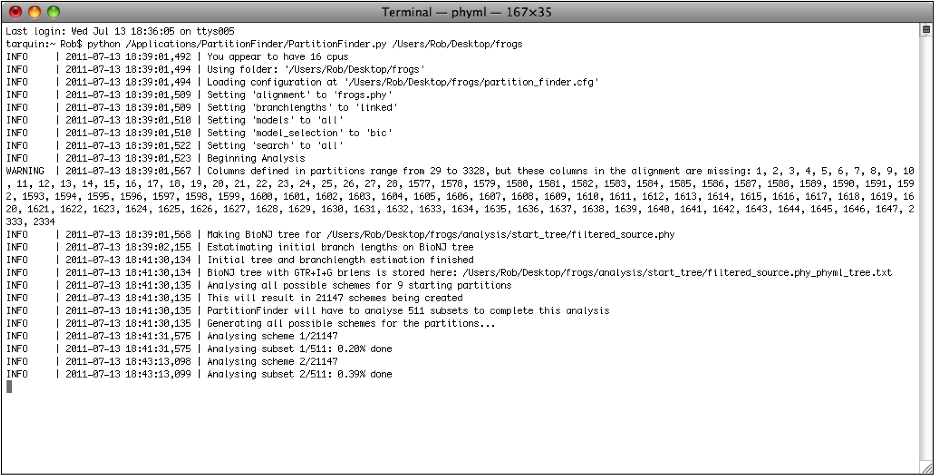 Terminal — phyml — 167×35
Last login: Wed Jul 13 18:36:05 on ttys005
tarquin:~ Rob$ python /Applications/PartitionFinder/PartitionFinder.py /Users/Rob/Desktop/frogs
INFO     | 2011-07-13 18:39:01,492 | You appear to have 16 cpus
INFO     | 2011-07-13 18:39:01,494 | Using folder: '/Users/Rob/Desktop/frogs'
INFO     | 2011-07-13 18:39:01,494 | Loading configuration at '/Users/Rob/Desktop/frogs/partition_finder.cfg'
INFO     | 2011-07-13 18:39:01,509 | Setting 'alignment' to 'frogs.phy'
INFO     | 2011-07-13 18:39:01,509 | Setting 'branchlengths' to 'linked'
INFO     | 2011-07-13 18:39:01,510 | Setting 'models' to 'all'
INFO     | 2011-07-13 18:39:01,510 | Setting 'model_selection' to 'bic'
INFO     | 2011-07-13 18:39:01,522 | Setting 'search' to 'all'
INFO     | 2011-07-13 18:39:01,523 | Beginning Analysis
WARNING  | 2011-07-13 18:39:01,567 | Columns defined in partitions range from 29 to 3328, but these columns in the alignment are missing: 1, 2, 3, 4, 5, 6, 7, 8, 9, 10
, 11, 12, 13, 14, 15, 16, 17, 18, 19, 20, 21, 22, 23, 24, 25, 26, 27, 28, 1577, 1578, 1579, 1580, 1581, 1582, 1583, 1584, 1585, 1586, 1587, 1588, 1589, 1590, 1591, 159
2, 1593, 1594, 1595, 1596, 1597, 1598, 1599, 1600, 1601, 1602, 1603, 1604, 1605, 1606, 1607, 1608, 1609, 1610, 1611, 1612, 1613, 1614, 1615, 1616, 1617, 1618, 1619, 16
20, 1621, 1622, 1623, 1624, 1625, 1626, 1627, 1628, 1629, 1630, 1631, 1632, 1633, 1634, 1635, 1636, 1637, 1638, 1639, 1640, 1641, 1642, 1643, 1644, 1645, 1646, 1647, 2
333, 2334
INFO     | 2011-07-13 18:39:01,568 | Making BioNJ tree for /Users/Rob/Desktop/frogs/analysis/start_tree/filtered_source.phy
INFO     | 2011-07-13 18:39:02,155 | Estatimating initial branch lengths on BioNJ tree
INFO     | 2011-07-13 18:41:30,134 | Initial tree and branchlength estimation finished
INFO     | 2011-07-13 18:41:30,134 | BioNJ tree with GTR+I+G brlens is stored here: /Users/Rob/Desktop/frogs/analysis/start_tree/filtered_source.phy_phyml_tree.txt
INFO     | 2011-07-13 18:41:30,135 | Analysing all possible schemes for 9 starting partitions
INFO     | 2011-07-13 18:41:30,135 | This will result in 21147 schemes being created
INFO     | 2011-07-13 18:41:30,135 | PartitionFinder will have to analyse 511 subsets to complete this analysis
INFO     | 2011-07-13 18:41:30,135 | Generating all possible schemes for the partitions...
INFO     | 2011-07-13 18:41:31,575 | Analysing scheme 1/21147
INFO     | 2011-07-13 18:41:31,575 | Analysing subset 1/511: 0.20% done
INFO     | 2011-07-13 18:43:13,098 | Analysing scheme 2/21147
INFO     | 2011-07-13 18:43:13,099 | Analysing subset 2/511: 0.39% done